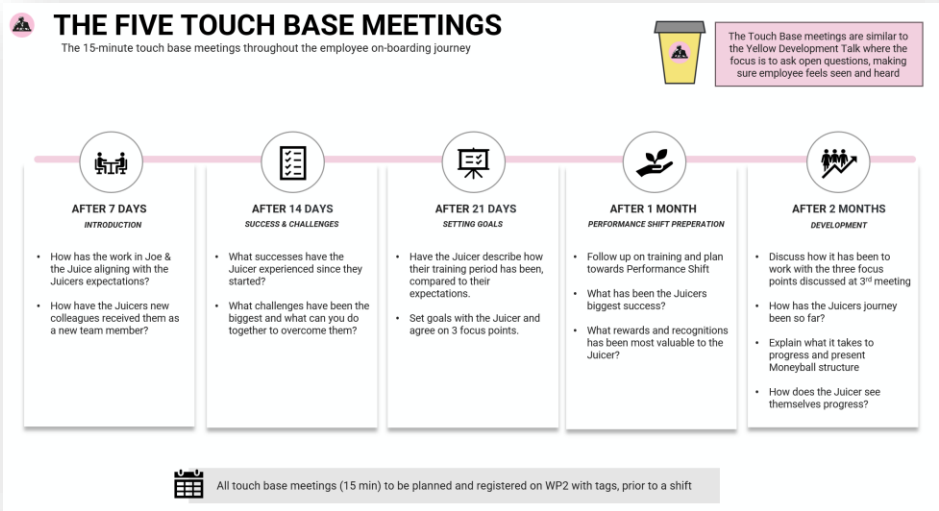 THE FIVE TOUCH BASE MEETINGS
The 15-minute touch base meetings throughout the employee on-boarding journey
The Touch Base meetings are similar to
the Yellow Development Talk where the
focus is to ask open questions, making
sure employee feels seen and heard
AFTER 7 DAYS
INTRODUCTION
• How has the work in Joe &
the Juice aligning with the
Juicers expectations?
• How have the Juicers new
colleagues received them as
a new team member?
AFTER 14 DAYS
SUCCESS & CHALLENGES
• What successes have the
Juicer experienced since they
started?
• What challenges have been the
biggest and what can you do
together to overcome them?
AFTER 21 DAYS
SETTING GOALS
• Have the Juicer describe how
their training period has been,
compared to their
expectations.
• Set goals with the Juicer and
agree on 3 focus points.
AFTER 1 MONTH
PERFORMANCE SHIFT PREPARATION
• Follow up on training and plan
towards Performance Shift
• What has been the Juicers
biggest success?
• What rewards and recognitions
has been most valuable to the
Juicer?
AFTER 2 MONTHS
DEVELOPMENT
• Discuss how it has been to
work with the three focus
points discussed at 3rd meeting
• How has the Juicers journey
been so far?
• Explain what it takes to
progress and present
Moneyball structure
• How does the Juicer see
themselves progress?
All touch base meetings (15 min) to be planned and registered on WP2 with tags, prior to a shift